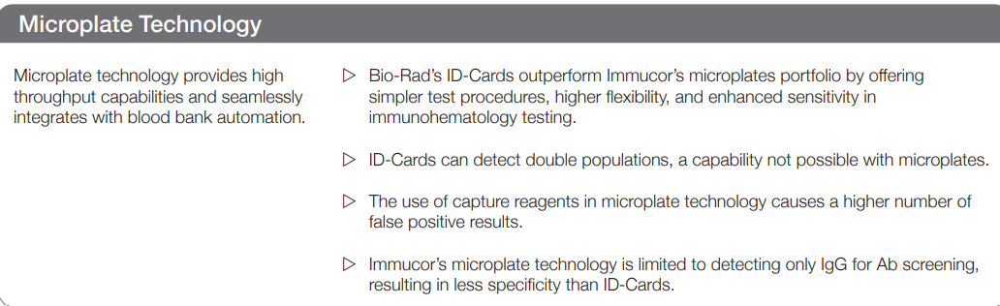 Microplate Technology
Microplate technology provides high
throughput capabilities and seamlessly
integrates with blood bank automation.
▷ Bio-Rad's ID-Cards outperform Immucor's microplates portfolio by offering
simpler test procedures, higher flexibility, and enhanced sensitivity in
immunohematology testing.
▷ ID-Cards can detect double populations, a capability not possible with microplates.
▷ The use of capture reagents in microplate technology causes a higher number of
false positive results.
▷ Immucor's microplate technology is limited to detecting only IgG for Ab screening,
resulting in less specificity than ID-Cards.